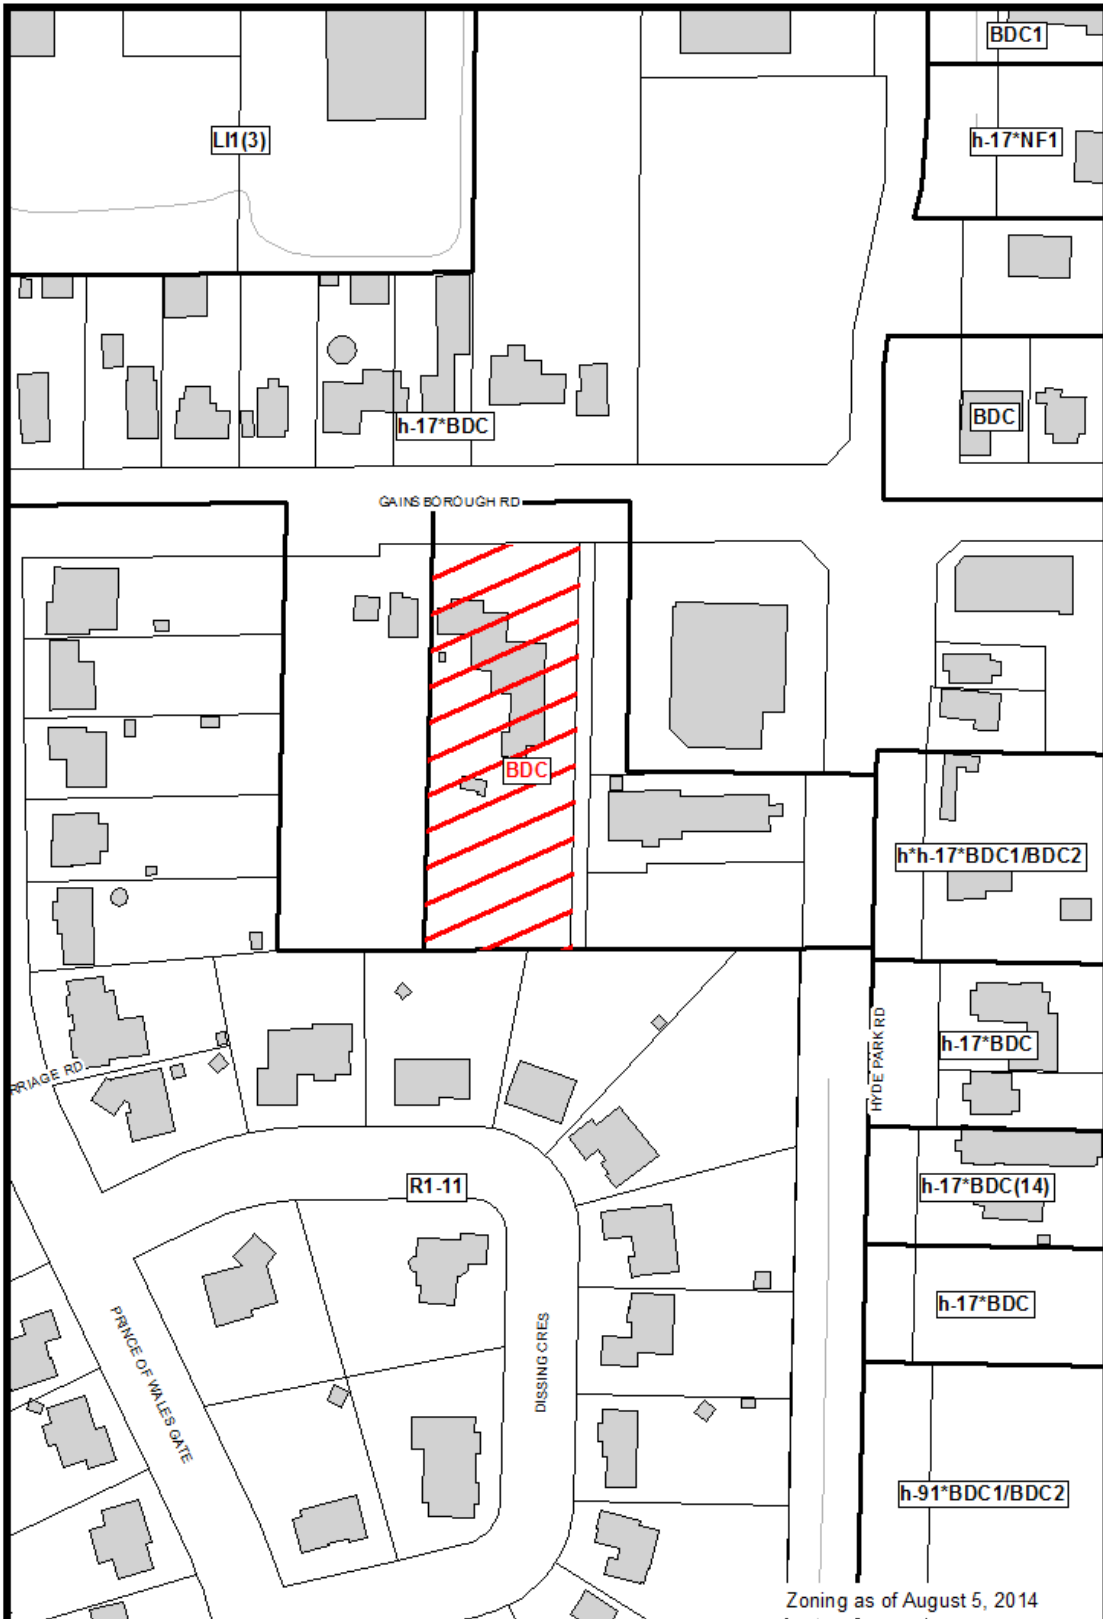 BDC1
LI1(3)
h-17*NF1
BDC
h-17*BDC
GAINSBOROUGH RD
BDC
h*h-17*BDC1/BDC2
HYDE PARK RD
h-17*BDC
RRIAGE RD
R1-11
h-17*BDC(14)
h-17*BDC
PRINCE OF WALES GATE
DISSING CRES
h-91*BDC1/BDC2
Zoning as of August 5, 2014